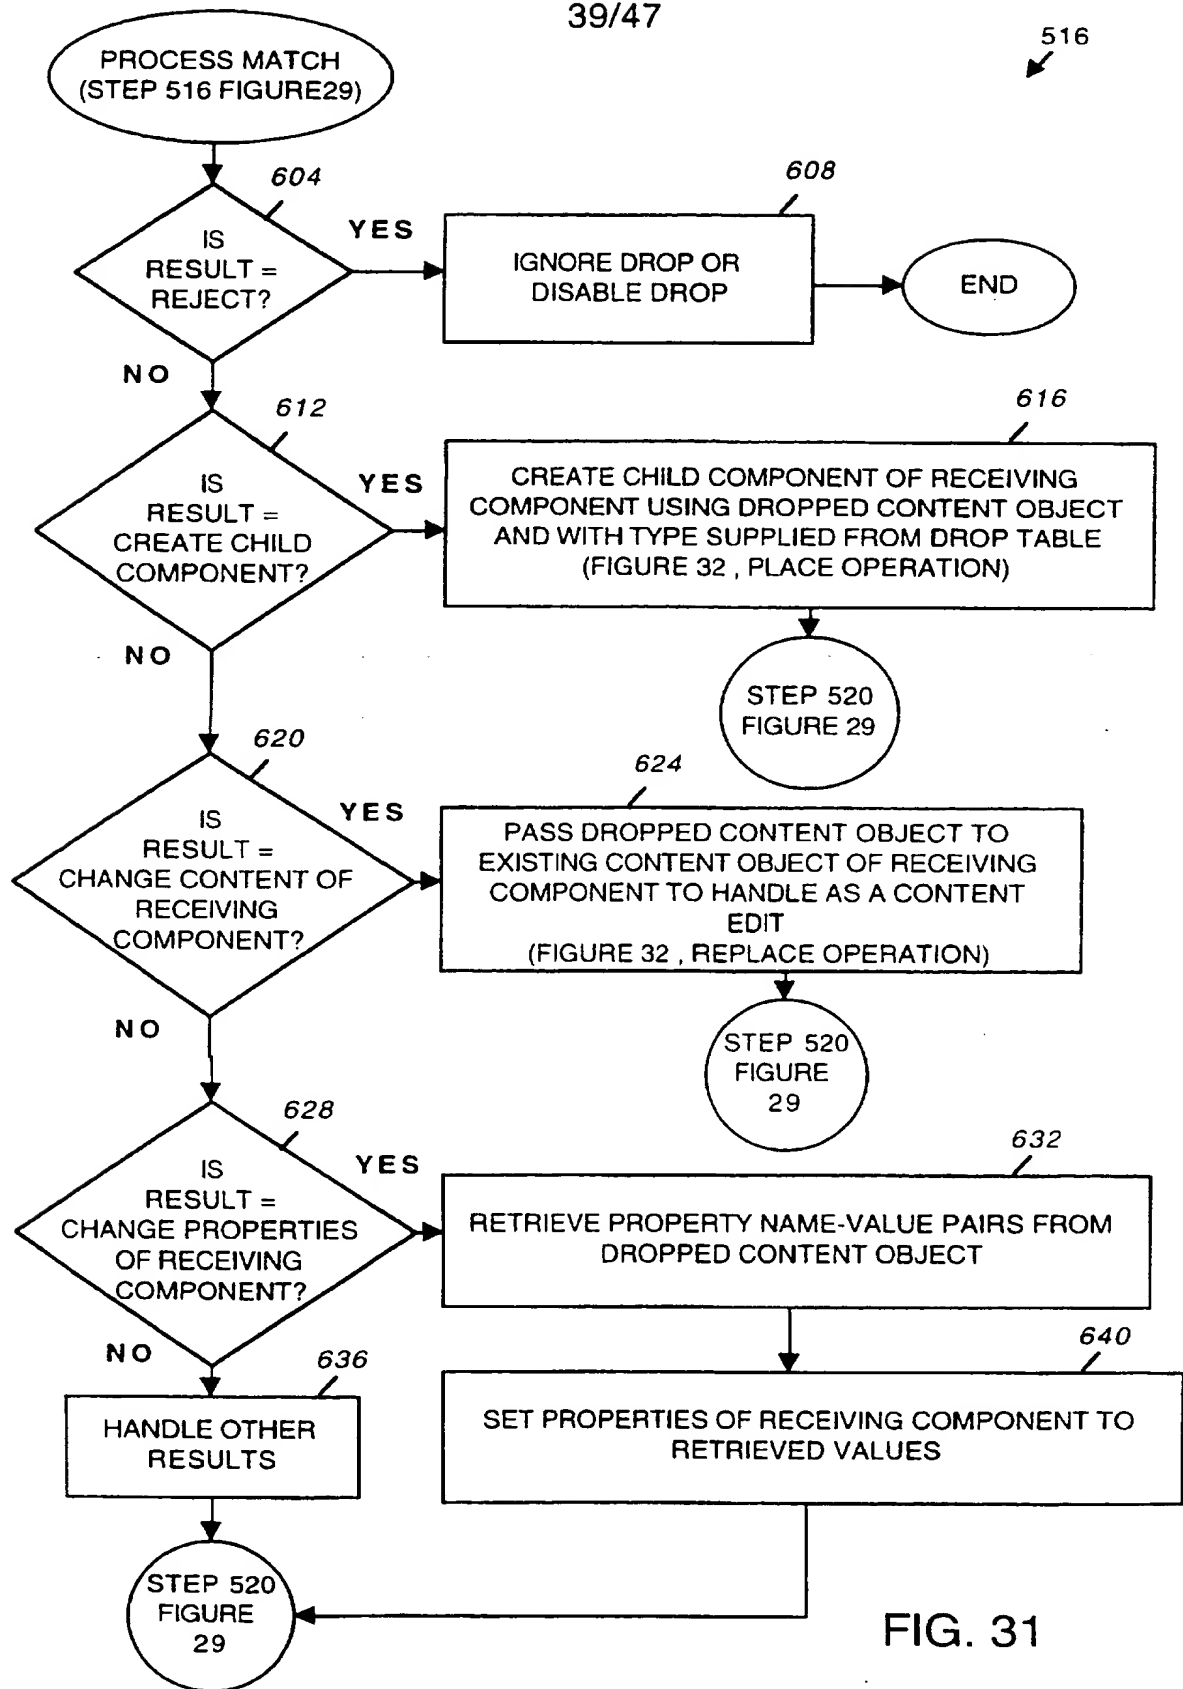 39/47
516
PROCESS MATCH
(STEP 516 FIGURE29)
604
608
YES
IS
RESULT =
REJECT?
IGNORE DROP OR
DISABLE DROP
END
NO
612
616
YES
IS
RESULT =
CREATE CHILD
COMPONENT?
CREATE CHILD COMPONENT OF RECEIVING
COMPONENT USING DROPPED CONTENT OBJECT
AND WITH TYPE SUPPLIED FROM DROP TABLE
(FIGURE 32 , PLACE OPERATION)
NO
STEP 520
FIGURE 29
620
624
YES
IS
RESULT =
CHANGE CONTENT OF
RECEIVING
COMPONENT?
PASS DROPPED CONTENT OBJECT TO
EXISTING CONTENT OBJECT OF RECEIVING
COMPONENT TO HANDLE AS A CONTENT
EDIT
(FIGURE 32 , REPLACE OPERATION)
NO
STEP 520
FIGURE
29
628
632
YES
IS
RESULT =
CHANGE PROPERTIES
OF RECEIVING
COMPONENT?
RETRIEVE PROPERTY NAME-VALUE PAIRS FROM
DROPPED CONTENT OBJECT
NO
636
640
HANDLE OTHER
RESULTS
SET PROPERTIES OF RECEIVING COMPONENT TO
RETRIEVED VALUES
STEP 520
FIGURE
29
FIG. 31